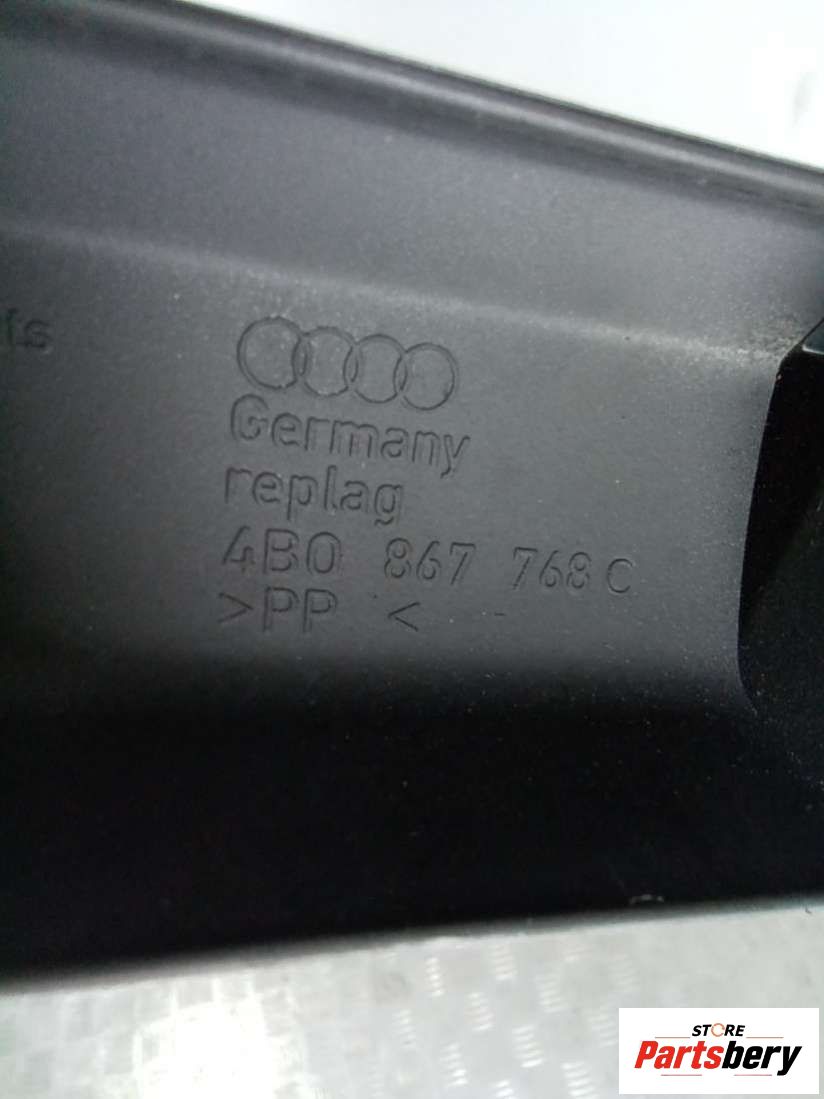 Germany
replag
4B0 867 768 C
>PP <
STORE
Partsbery